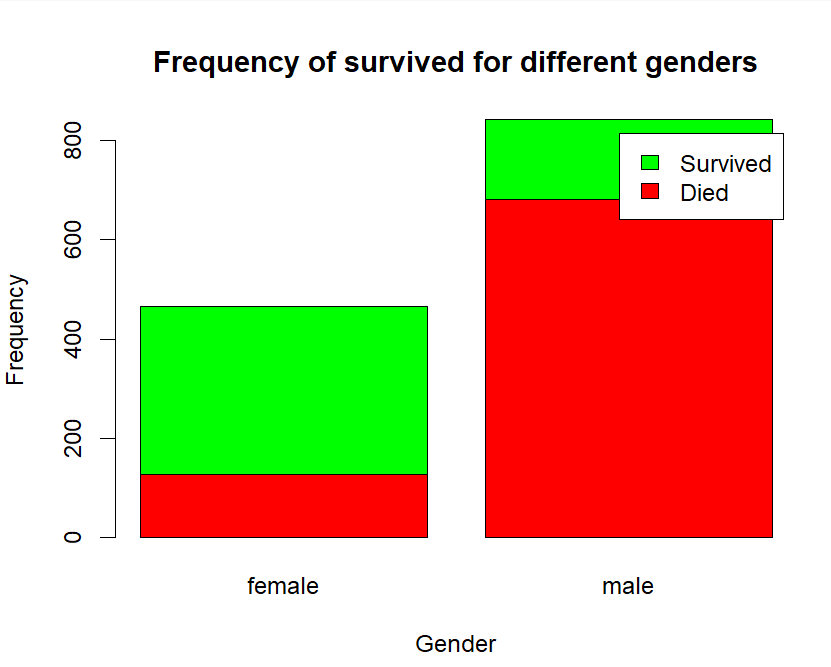 Frequency of survived for different genders
Frequency
800
600
400
200
0
Survived
Died
female
male
Gender